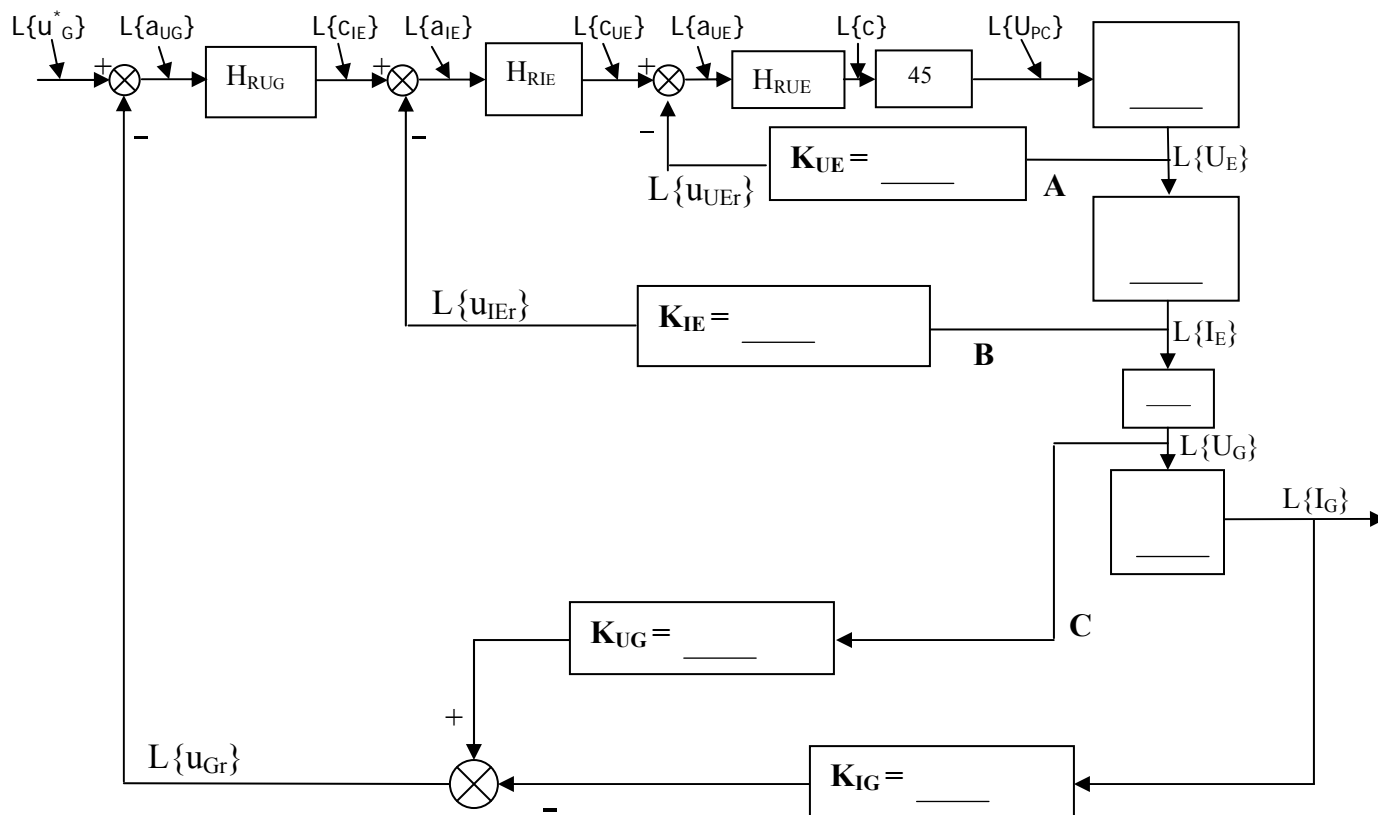 L{u*G} L{aUG} L{cIE} L{aIE} L{cUE} L{aUE} L{c} L{UPC}
+ + +
HRUG HRIE HRUE 45 _____
− − −
KUE = _____
L{UE}
L{uUEr} A
_____
L{uIEr} KIE = _____
B L{IE}
___
L{UG}
L{IG}
_____
KUG = _____ C
+
L{uGr}
KIG = _____
−